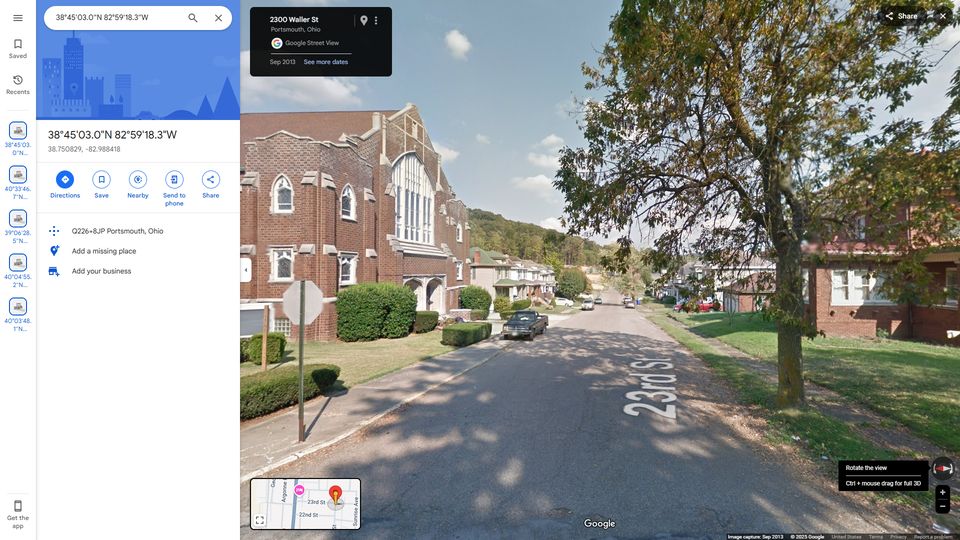 38°45'03.0"N 82°59'18.3"W
Saved
Recents
38°45'03.
0"N...
40°33'46.
7"N...
39°06'28.
5"N...
40°04'55.
2"N...
40°03'48.
1"N...
Get the
app
38°45'03.0"N 82°59'18.3"W
38.750829, -82.988418
Directions
Save
Nearby
Send to
phone
Share
Q226+8JP Portsmouth, Ohio
Add a missing place
Add your business
2300 Waller St
Portsmouth, Ohio
Google Street View
Sep 2013 See more dates
Share
23rd St
Rotate the view
Ctrl + mouse drag for full 3D
23rd St
22nd St
Argonne
Sunrise Ave
St
Google
Image capture: Sep 2013 © 2025 Google United States Terms Privacy Report a problem